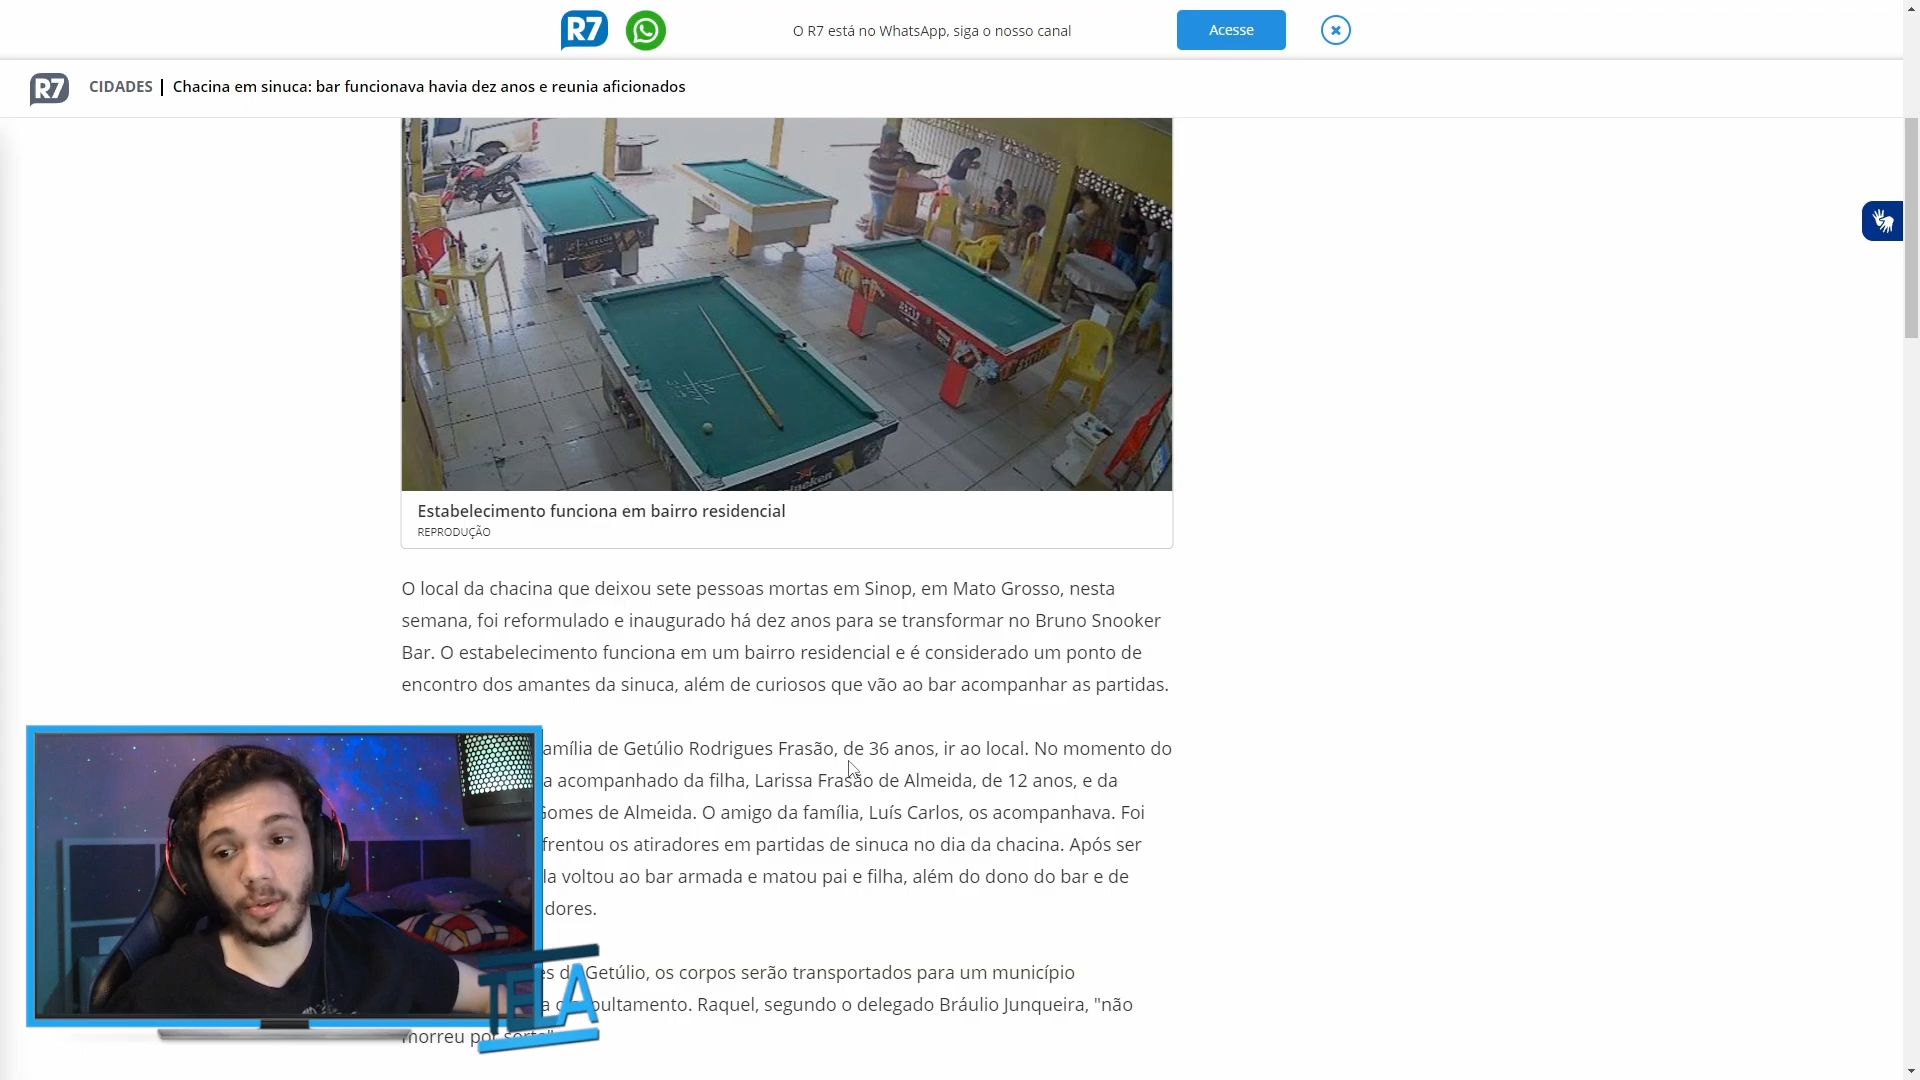 R7
O R7 está no WhatsApp, siga o nosso canal
Acesse
R7
CIDADES | Chacina em sinuca: bar funcionava havia dez anos e reunia aficionados
Heineken
Estabelecimento funciona em bairro residencial
REPRODUÇÃO
O local da chacina que deixou sete pessoas mortas em Sinop, em Mato Grosso, nesta
semana, foi reformulado e inaugurado há dez anos para se transformar no Bruno Snooker
Bar. O estabelecimento funciona em um bairro residencial e é considerado um ponto de
encontro dos amantes da sinuca, além de curiosos que vão ao bar acompanhar as partidas.
amília de Getúlio Rodrigues Frasão, de 36 anos, ir ao local. No momento do
a acompanhado da filha, Larissa Frasão de Almeida, de 12 anos, e da
Gomes de Almeida. O amigo da família, Luís Carlos, os acompanhava. Foi
frentou os atiradores em partidas de sinuca no dia da chacina. Após ser
la voltou ao bar armada e matou pai e filha, além do dono do bar e de
dores.
es d Getúlio, os corpos serão transportados para um município
a o pultamento. Raquel, segundo o delegado Bráulio Junqueira, "não
morreu por sorte"
TELA